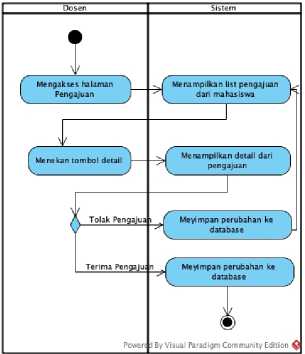 Dosen
Sistem
Mengakses halaman
Pengajuan
Menampilkan list pengajuan
dari mahasiswa
Menekan tombol detail
Menampilkan detail dari
pengajuan
Tolak Pengajuan
Meyimpan perubahan ke
database
Terima Pengajuan
Meyimpan perubahan ke
database
Powered By Visual Paradigm Community Edition